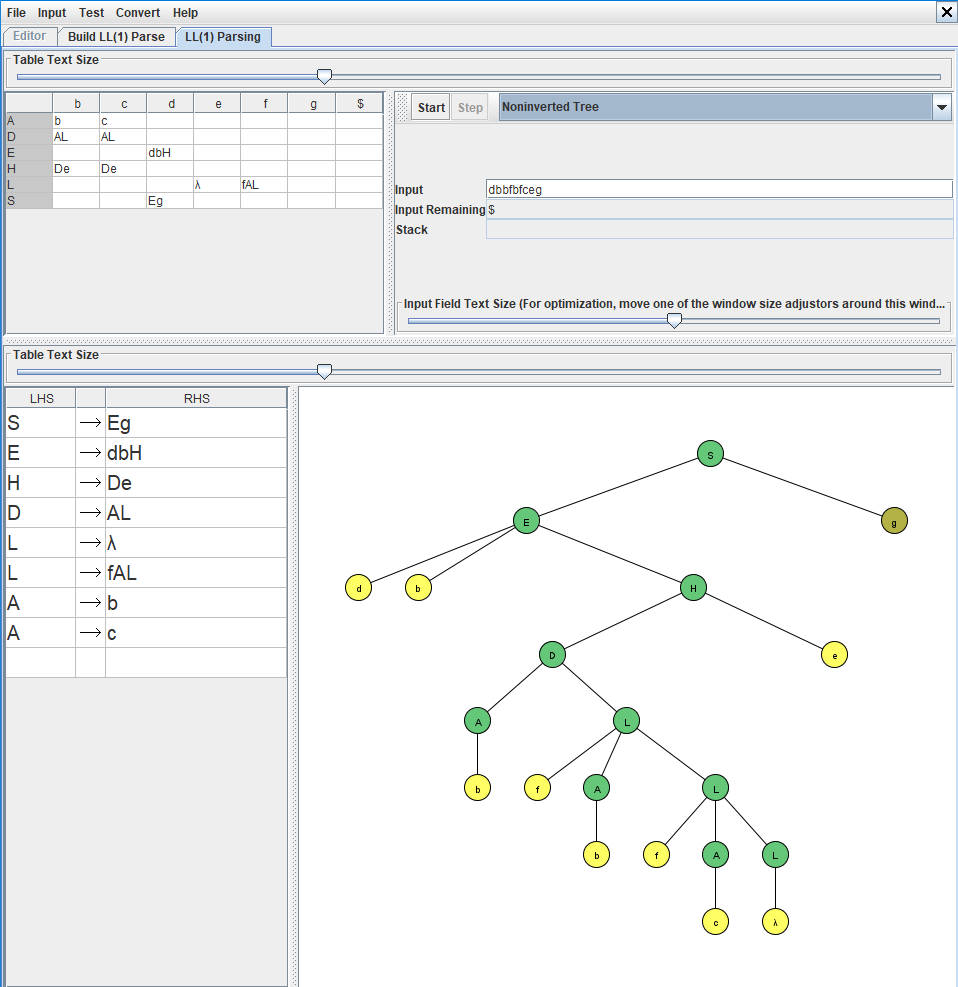 File Input Test Convert Help
Editor Build LL(1) Parse LL(1) Parsing
Table Text Size
b c d e f g $
A b c
D AL AL
E dbH
H De De
L λ fAL
S Eg
Start Step Noninverted Tree
Input dbbfbfceg
Input Remaining $
Stack
Input Field Text Size (For optimization, move one of the window size adjustors around this wind...
Table Text Size
LHS RHS
S → Eg
E → dbH
H → De
D → AL
L → λ
L → fAL
A → b
A → c
S
E g
d b H
D e
A L
b f A L
b f A L
c λ